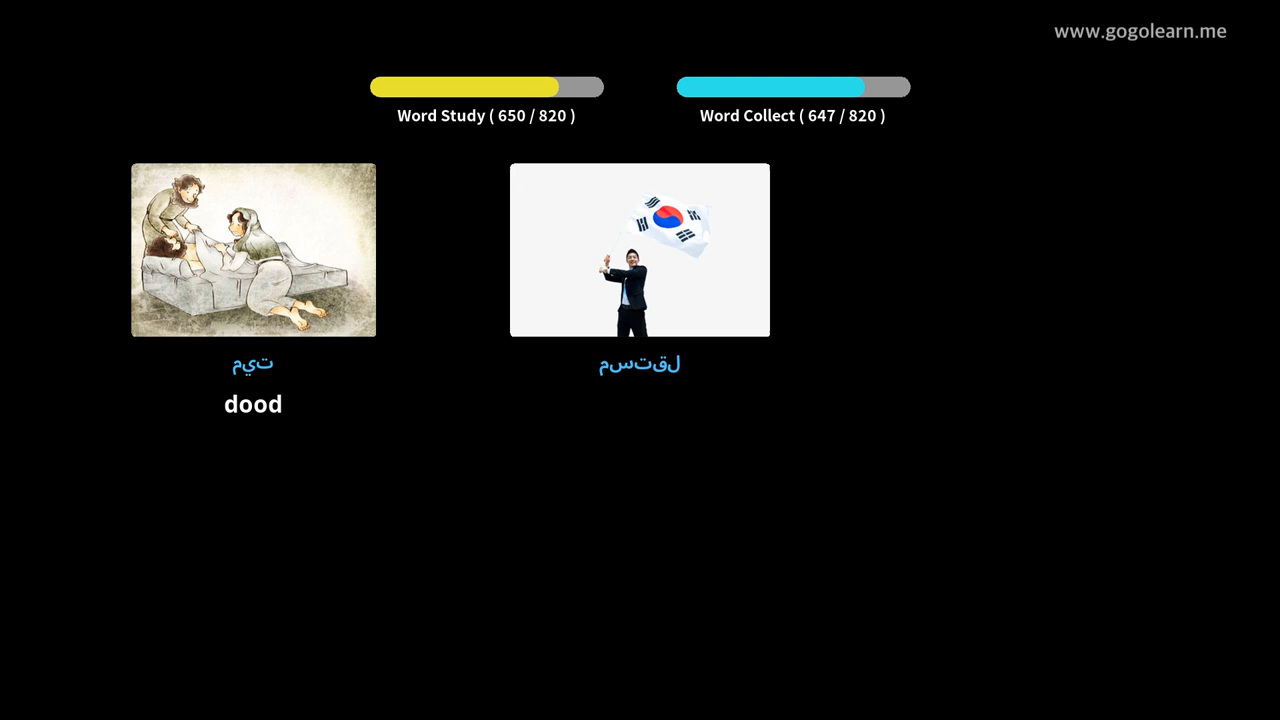 www.gogolearn.me
Word Study ( 650 / 820 )
Word Collect ( 647 / 820 )
ميت
مستقل
dood